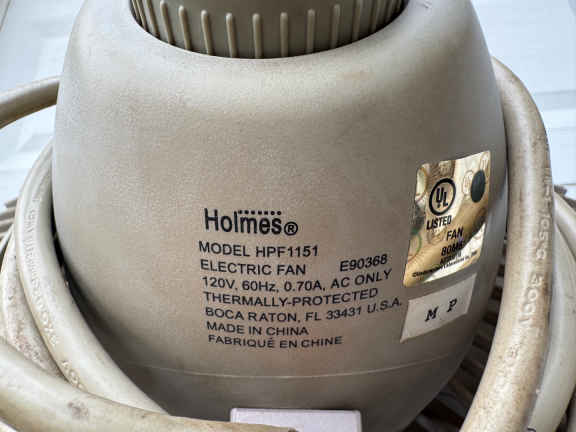 Holmes®
MODEL HPF1151
ELECTRIC FAN E90368
120V, 60Hz, 0.70A, AC ONLY
THERMALLY-PROTECTED
BOCA RATON, FL 33431 U.S.A.
MADE IN CHINA
FABRIQUÉ EN CHINE
UL
LISTED
FAN
M P